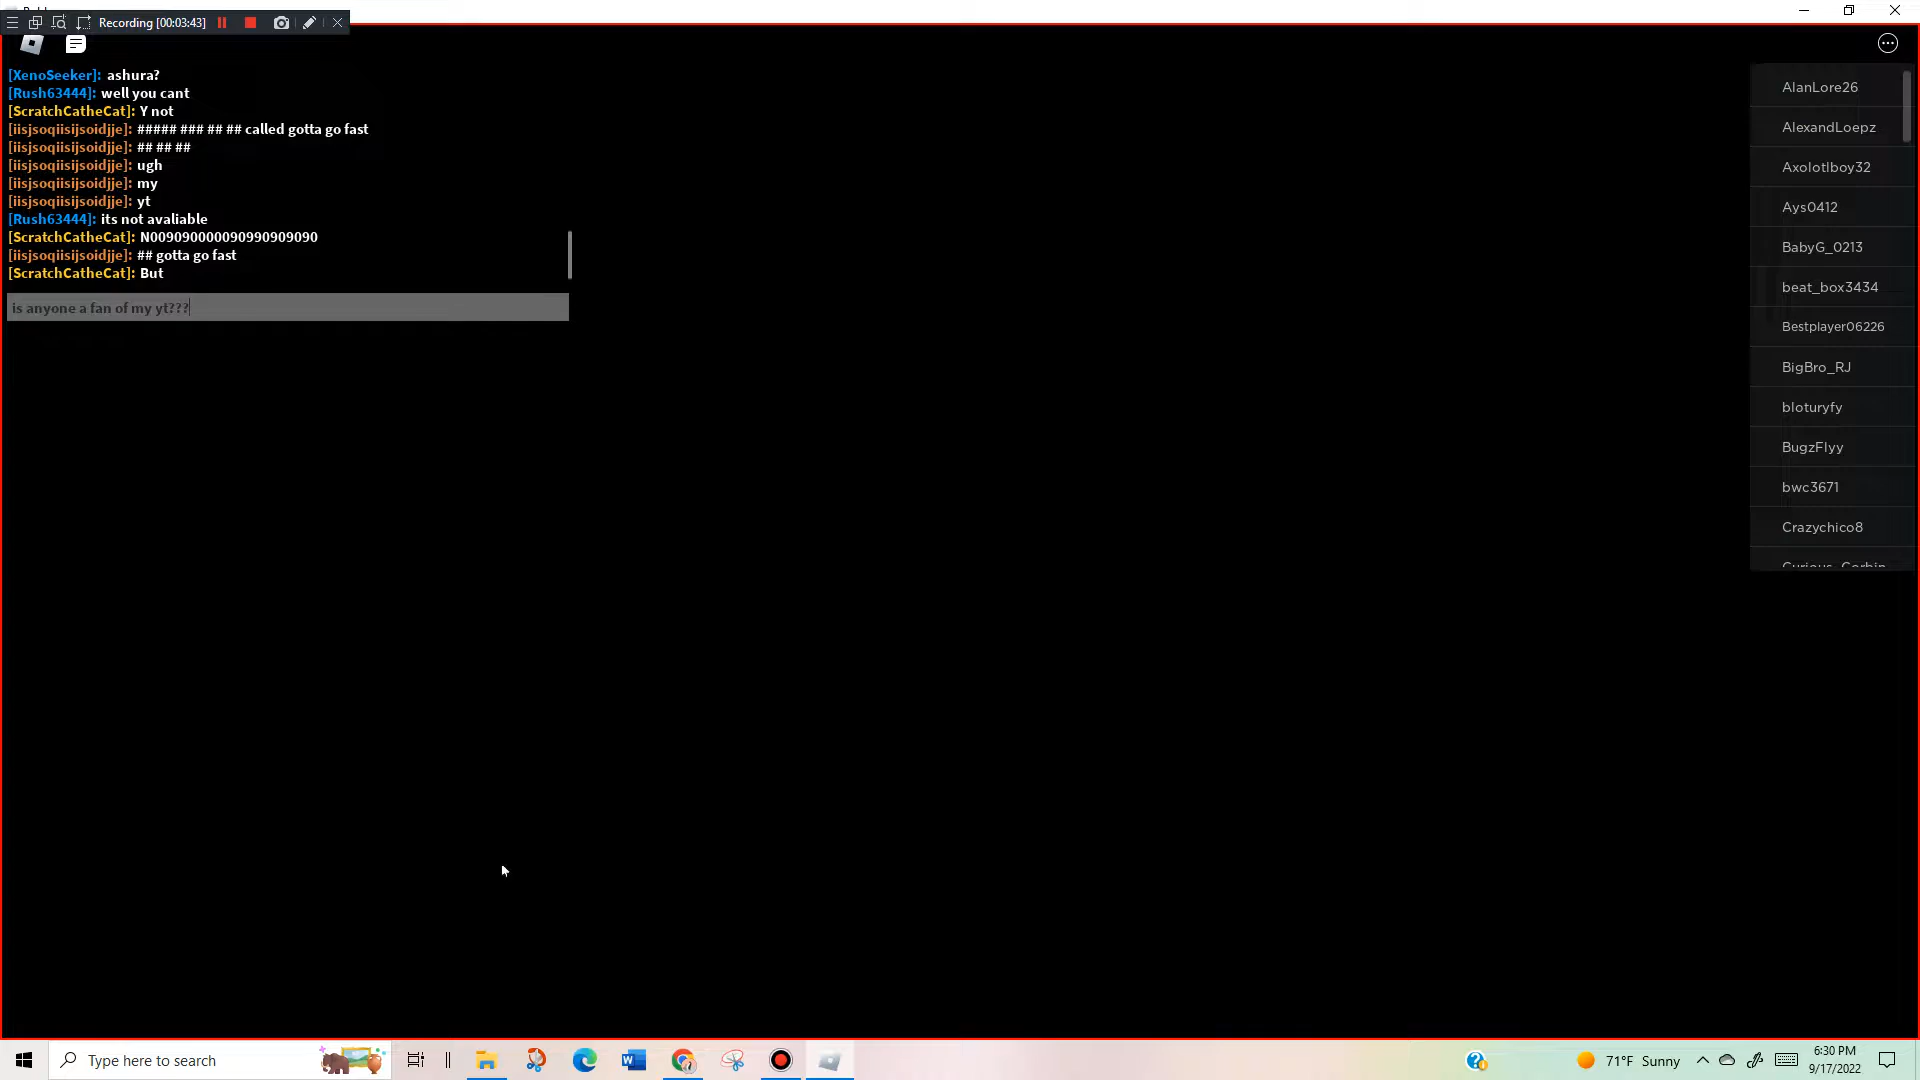 Recording [00:03:43]
[XenoSeeker]: ashura?
[Rush63444]: well you cant
[ScratchCatheCat]: Y not
[iisjsoqiisijsoidjje]: ##### ### ## ## called gotta go fast
[iisjsoqiisijsoidjje]: ## ## ##
[iisjsoqiisijsoidjje]: ugh
[iisjsoqiisijsoidjje]: my
[iisjsoqiisijsoidjje]: yt
[Rush63444]: its not avaliable
[ScratchCatheCat]: N009090000090990909090
[iisjsoqiisijsoidjje]: ## gotta go fast
[ScratchCatheCat]: But
is anyone a fan of my yt???
AlanLore26
AlexandLoepz
Axolotlboy32
Ays0412
BabyG_0213
beat_box3434
Bestplayer06226
BigBro_RJ
bloturyfy
BugzFlyy
bwc3671
Crazychico8
Type here to search
71°F Sunny
6:30 PM
9/17/2022